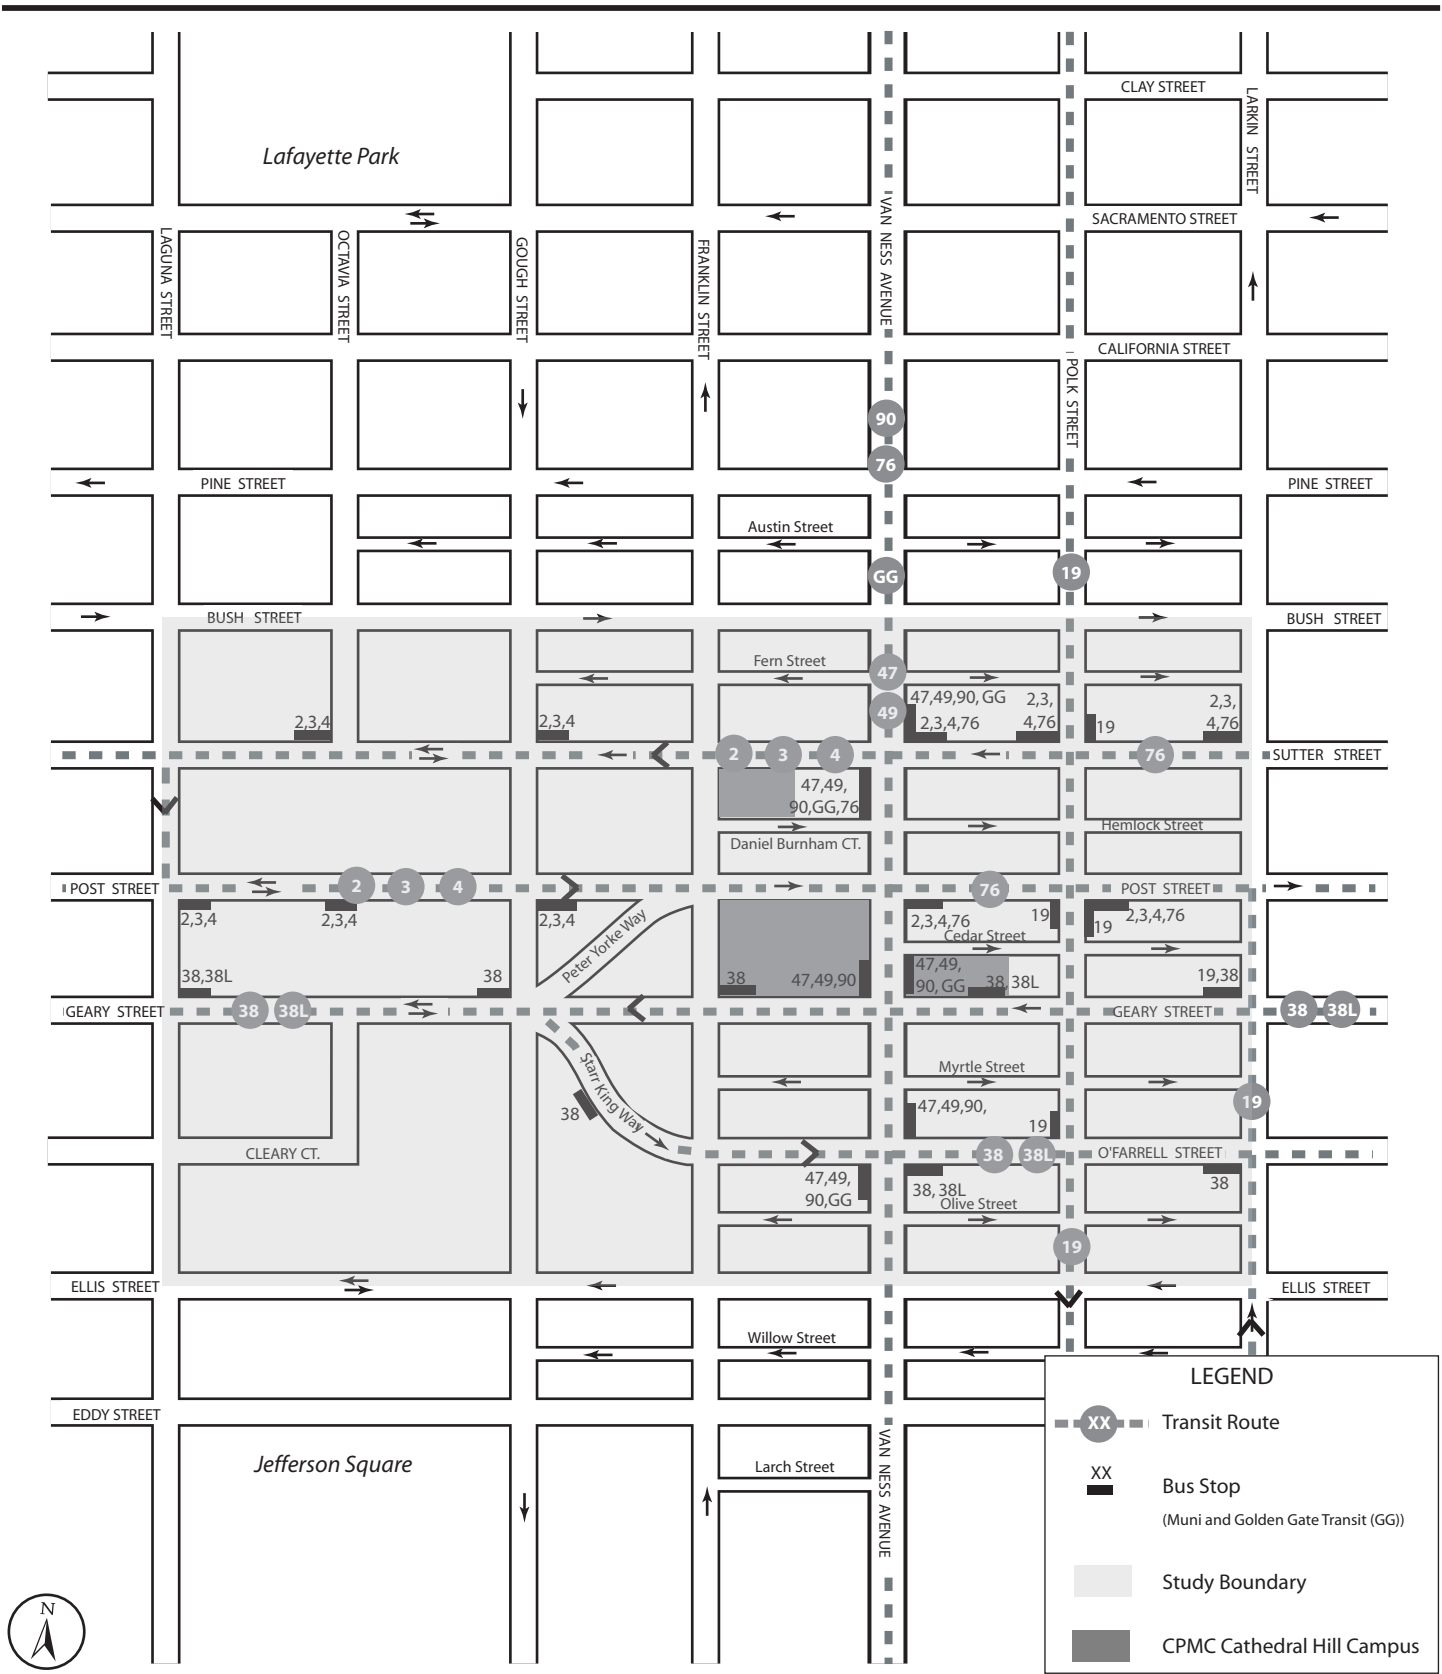 CLAY STREET
LARKIN STREET
Lafayette Park
SACRAMENTO STREET
LAGUNA STREET
OCTAVIA STREET
GOUGH STREET
FRANKLIN STREET
VAN NESS AVENUE
CALIFORNIA STREET
POLK STREET
90
76
PINE STREET
PINE STREET
Austin Street
GG
19
BUSH STREET
BUSH STREET
Fern Street
47
49
47,49,90, GG
2,3,4,76
2,3,
4,76
19
2,3,
4,76
2,3,4
2,3,4
2
3
4
76
SUTTER STREET
47,49,
90,GG,76
Hemlock Street
Daniel Burnham CT.
POST STREET
2
3
4
76
POST STREET
2,3,4
2,3,4
2,3,4
Peter Yorke Way
2,3,4,76
19
Cedar Street
2,3,4,76
19
38,38L
38
38
47,49,90
47,49,
90, GG
38, 38L
19,38
GEARY STREET
38
38L
GEARY STREET
38
38L
Starr King Way
38
Myrtle Street
47,49,90,
19
19
CLEARY CT.
38
38L
O'FARRELL STREET
47,49,
90,GG
38, 38L
Olive Street
38
19
ELLIS STREET
ELLIS STREET
Willow Street
EDDY STREET
Jefferson Square
Larch Street
VAN NESS AVENUE
N
LEGEND
XX
Transit Route
XX
Bus Stop
(Muni and Golden Gate Transit (GG))
Study Boundary
CPMC Cathedral Hill Campus